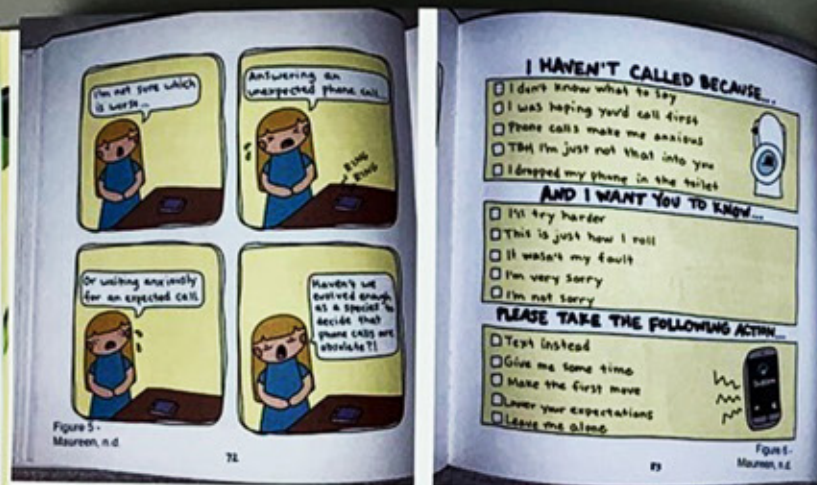 I'm not sure which
is worse...
Answering an
unexpected phone call...
RING
RING
Or waiting anxiously
for an expected call
Haven't we
evolved enough
as a species to
decide that
phone calls are
obsolete?!
Figure 5 -
Maureen, n.d.
72
I HAVEN'T CALLED BECAUSE...
I don't know what to say
I was hoping you'd call first
Phone calls make me anxious
TBH I'm just not that into you
I dropped my phone in the toilet
AND I WANT YOU TO KNOW...
I'll try harder
This is just how I roll
It wasn't my fault
I'm very sorry
I'm not sorry
PLEASE TAKE THE FOLLOWING ACTION...
Text instead
Give me some time
Make the first move
Lower your expectations
Leave me alone
Figure 6 -
Maureen, n.d.